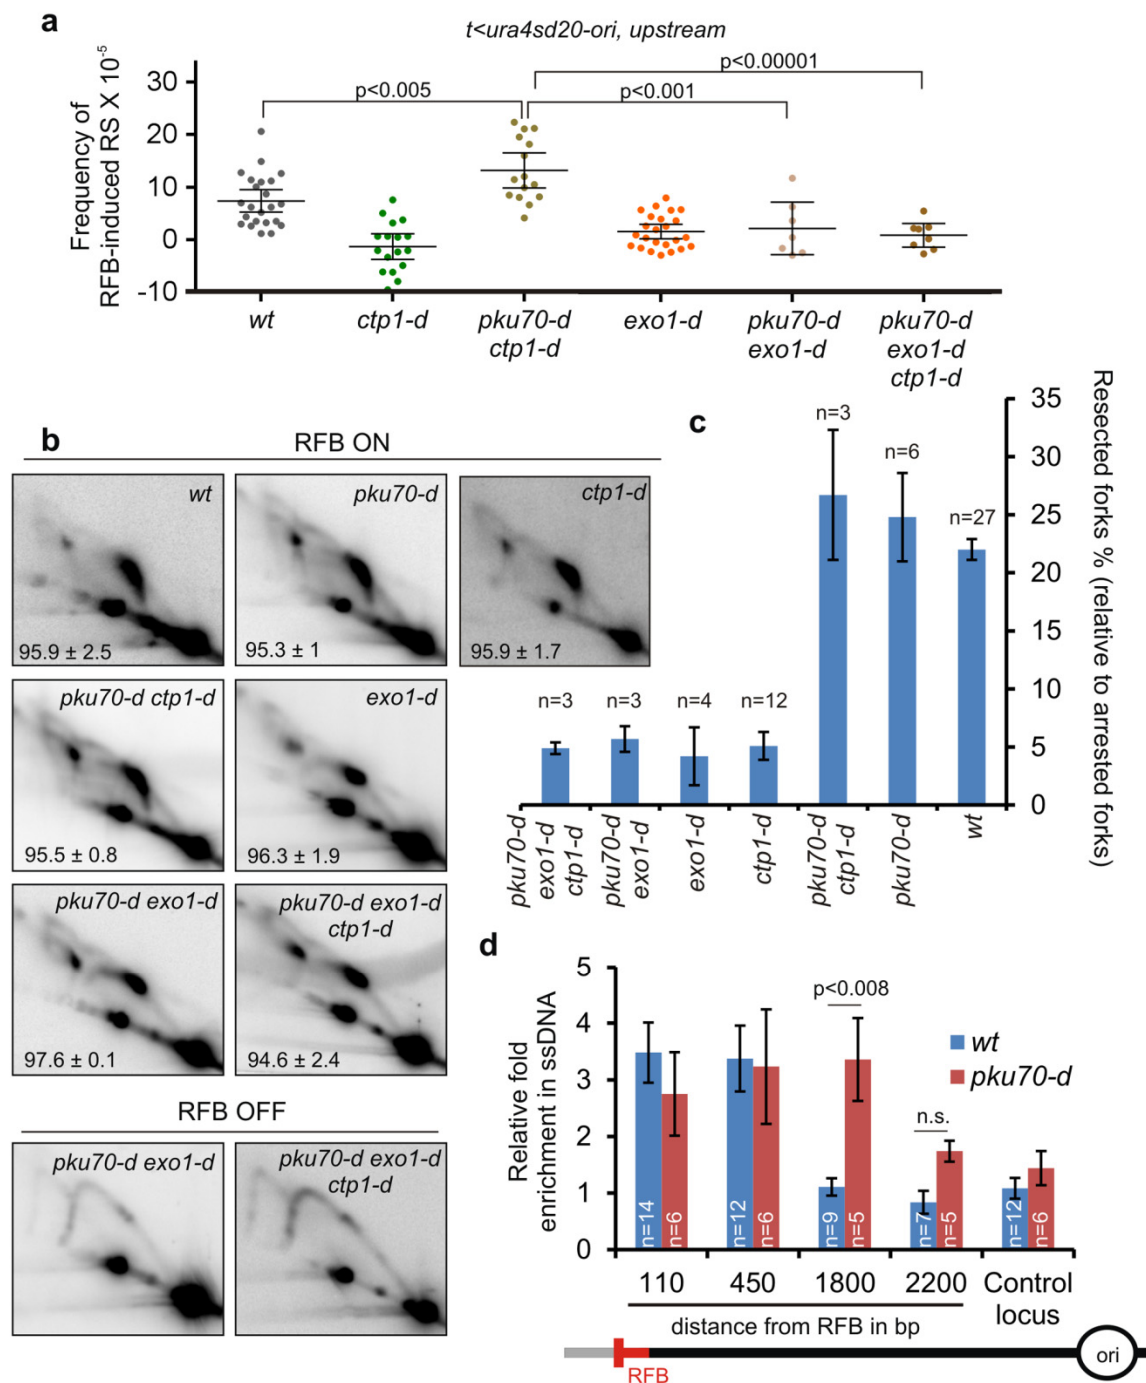 a
t<ura4sd20-ori, upstream
Frequency of
RFB-induced RS X 10-5
30
20
10
0
-10
p<0.005
p<0.00001
p<0.001
wt
ctp1-d
pku70-d
ctp1-d
exo1-d
pku70-d
exo1-d
pku70-d
exo1-d
ctp1-d
b
RFB ON
wt
95.9 ± 2.5
pku70-d
95.3 ± 1
ctp1-d
95.9 ± 1.7
pku70-d ctp1-d
95.5 ± 0.8
exo1-d
96.3 ± 1.9
pku70-d exo1-d
97.6 ± 0.1
pku70-d exo1-d
ctp1-d
94.6 ± 2.4
RFB OFF
pku70-d exo1-d
pku70-d exo1-d
ctp1-d
c
Resected forks % (relative to arrested forks)
35
30
25
20
15
10
5
0
n=3
n=3
n=4
n=12
n=3
n=6
n=27
pku70-d
exo1-d
ctp1-d
pku70-d
exo1-d
exo1-d
ctp1-d
pku70-d
ctp1-d
pku70-d
wt
d
Relative fold
enrichment in ssDNA
5
4
3
2
1
0
p<0.008
n.s.
wt
pku70-d
n=14
n=6
n=12
n=6
n=9
n=5
n=7
n=5
n=12
n=6
110
450
1800
2200
Control
locus
distance from RFB in bp
RFB
ori